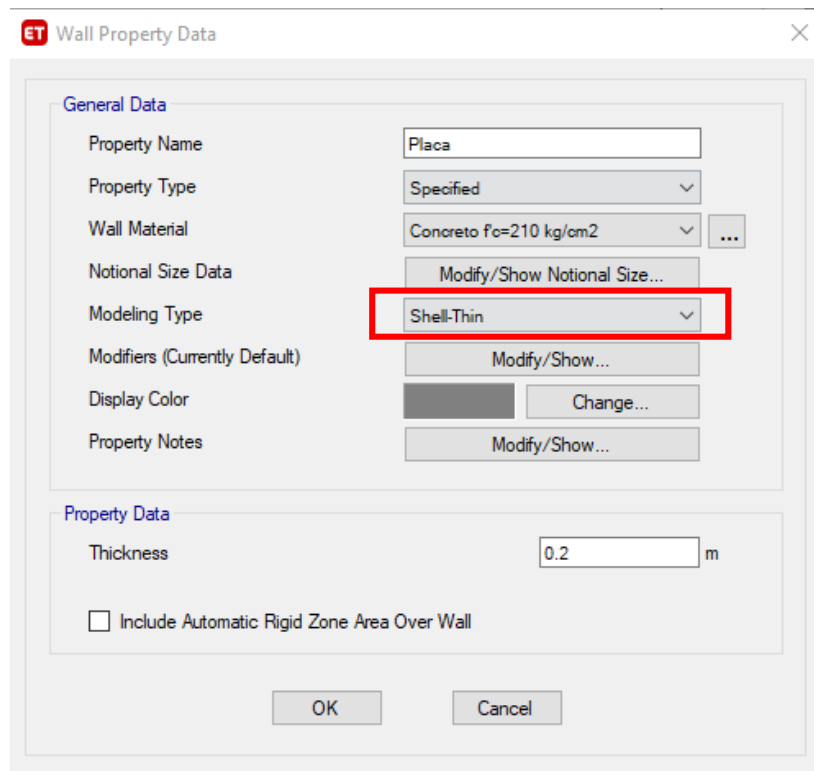 ET Wall Property Data
General Data
Property Name Placa
Property Type Specified
Wall Material Concreto f'c=210 kg/cm2 ...
Notional Size Data Modify/Show Notional Size...
Modeling Type Shell-Thin
Modifiers (Currently Default) Modify/Show...
Display Color Change...
Property Notes Modify/Show...
Property Data
Thickness 0.2 m
Include Automatic Rigid Zone Area Over Wall
OK Cancel